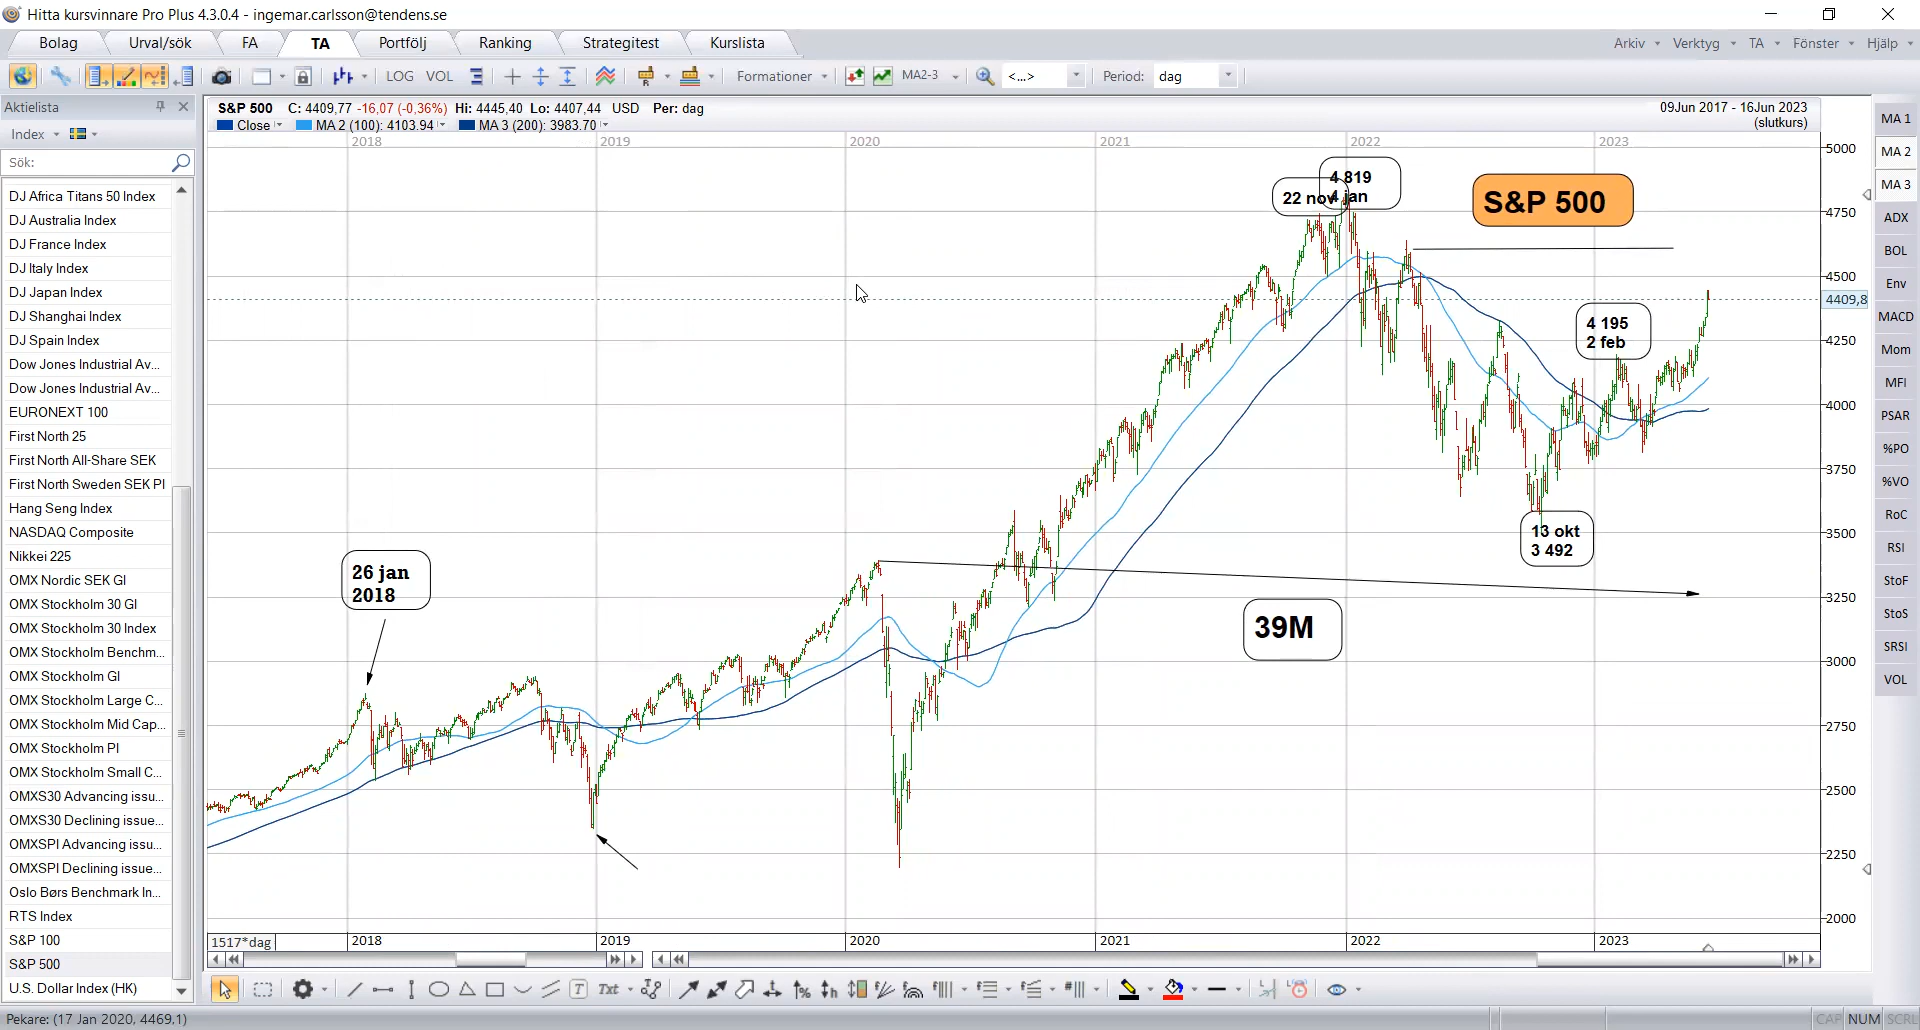 Hitta kursvinnare Pro Plus 4.3.0.4 - ingemar.carlsson@tendens.se
Bolag Urval/sök FA TA Portfölj Ranking Strategitest Kurslista Arkiv Verktyg TA Fönster Hjälp
LOG VOL Formationer MA2-3 <...> Period: dag
Aktielista
Index
Sök:
DJ Africa Titans 50 Index
DJ Australia Index
DJ France Index
DJ Italy Index
DJ Japan Index
DJ Shanghai Index
DJ Spain Index
Dow Jones Industrial Av...
Dow Jones Industrial Av...
EURONEXT 100
First North 25
First North All-Share SEK
First North Sweden SEK PI
Hang Seng Index
NASDAQ Composite
Nikkei 225
OMX Nordic SEK GI
OMX Stockholm 30 GI
OMX Stockholm 30 Index
OMX Stockholm Benchm...
OMX Stockholm GI
OMX Stockholm Large C...
OMX Stockholm Mid Cap...
OMX Stockholm PI
OMX Stockholm Small C...
OMXS30 Advancing issu...
OMXS30 Declining issue...
OMXSPI Advancing issu...
OMXSPI Declining issue...
Oslo Børs Benchmark In...
RTS Index
S&P 100
S&P 500
U.S. Dollar Index (HK)
S&P 500 C: 4409,77 -16,07 (-0,36%) Hi: 4445,40 Lo: 4407,44 USD Per: dag
09Jun 2017 - 16Jun 2023
(slutkurs)
Close MA 2 (100): 4103.94 MA 3 (200): 3983.70
2018 2019 2020 2021 2022 2023
4 819
4 jan
22 nov
S&P 500
4 195
2 feb
13 okt
3 492
26 jan
2018
39M
5000
4750
4500
4409,8
4250
4000
3750
3500
3250
3000
2750
2500
2250
2000
1517*dag 2018 2019 2020 2021 2022 2023
MA 1
MA 2
MA 3
ADX
BOL
Env
MACD
Mom
MFI
PSAR
%PO
%VO
RoC
RSI
StoF
StoS
SRSI
VOL
T Txt
Pekare: (17 Jan 2020, 4469,1) CAP NUM SCRL